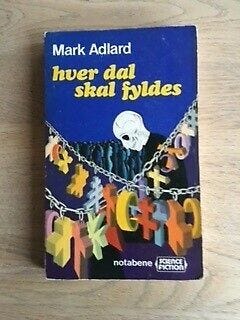 Mark Adlard
hver dal
skal fyldes
notabene
SCIENCE
FICTION